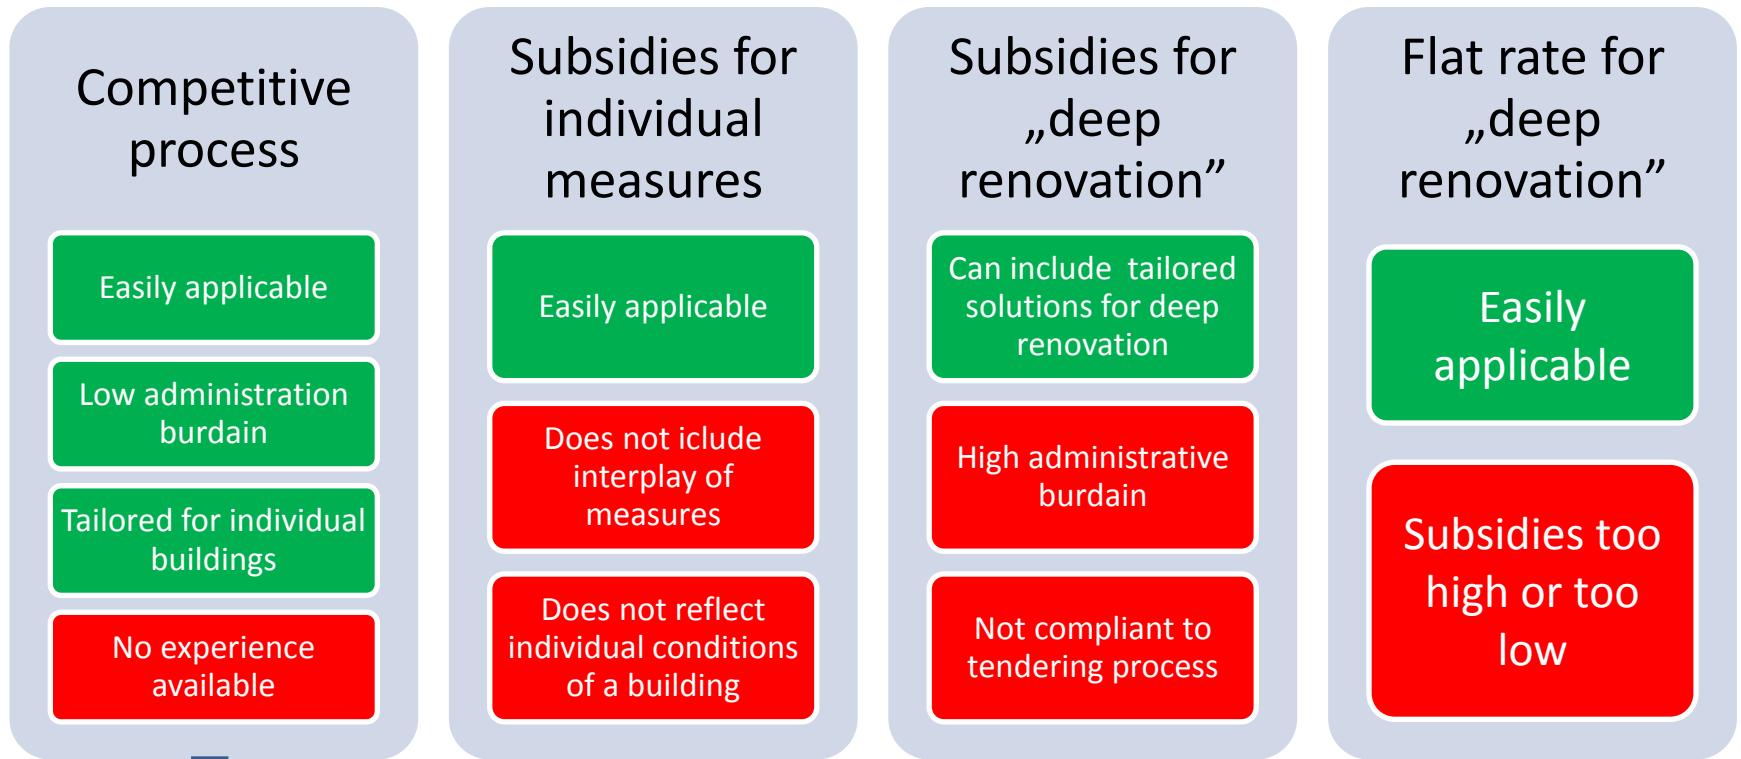 Competitive
process
Easily applicable
Low administration
burdain
Tailored for individual
buildings
No experience
available
Subsidies for
individual
measures
Easily applicable
Does not iclude
interplay of
measures
Does not reflect
individual conditions
of a building
Subsidies for
„deep
renovation”
Can include  tailored
solutions for deep
renovation
High administrative
burdain
Not compliant to
tendering process
Flat rate for
„deep
renovation”
Easily
applicable
Subsidies too
high or too
low